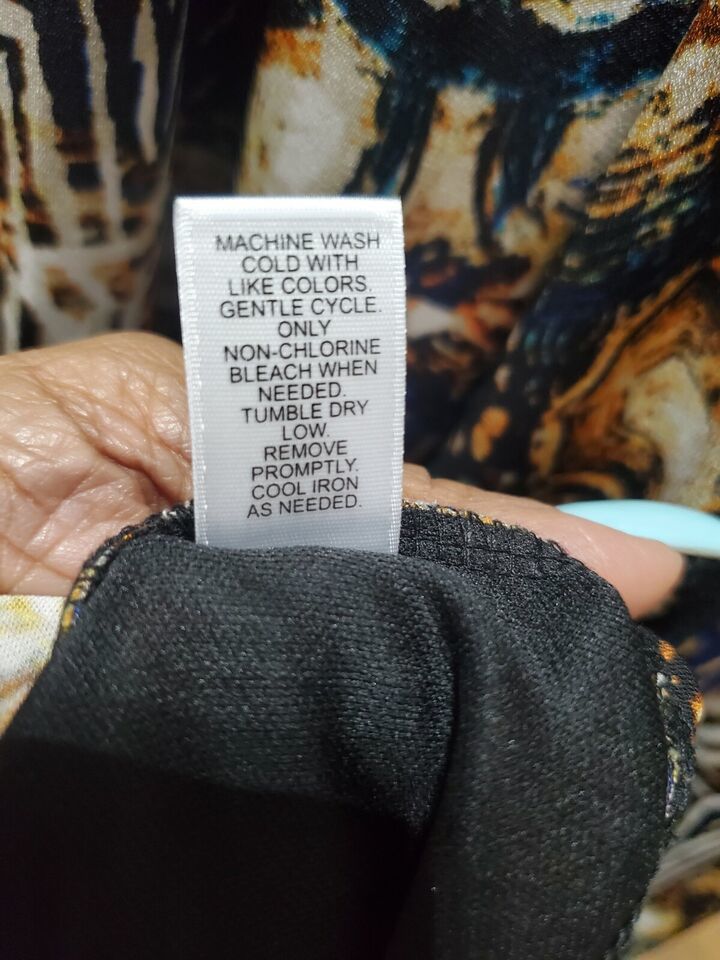 MACHINE WASH
COLD WITH
LIKE COLORS.
GENTLE CYCLE.
ONLY
NON-CHLORINE
BLEACH WHEN
NEEDED.
TUMBLE DRY
LOW.
REMOVE
PROMPTLY.
COOL IRON
AS NEEDED.